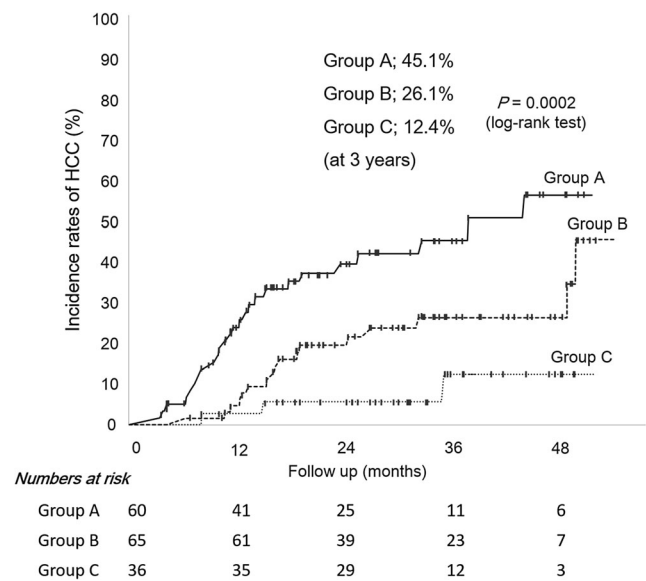 100
90
80
70
60
50
40
30
20
10
0
Incidence rates of HCC (%)
Group A; 45.1%
Group B; 26.1%
Group C; 12.4%
(at 3 years)
P = 0.0002
(log-rank test)
Group A
Group B
Group C
0 12 24 36 48
Follow up (months)
Numbers at risk
Group A 60 41 25 11 6
Group B 65 61 39 23 7
Group C 36 35 29 12 3